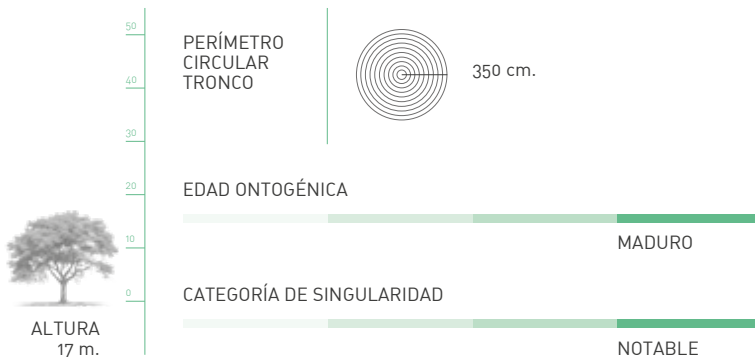 50
40
30
20
10
0
ALTURA
17 m.
PERÍMETRO
CIRCULAR
TRONCO
350 cm.
EDAD ONTOGÉNICA
MADURO
CATEGORÍA DE SINGULARIDAD
NOTABLE